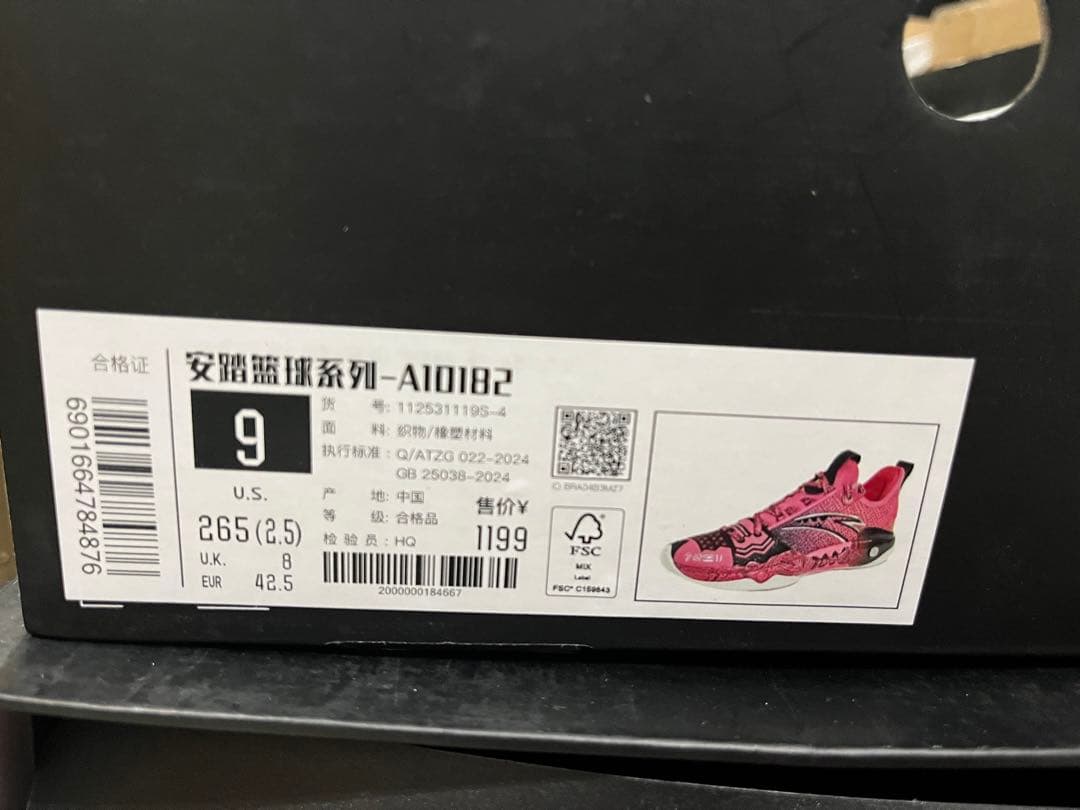 合格证
6901664784876
安踏篮球系列-A10182
9
U.S.
265(2.5)
U.K. 8
EUR 42.5
货 号: 112531119S-4
面 料: 织物/橡塑材料
执行标准: Q/ATZG 022-2024
GB 25038-2024
产 地: 中国
等 级: 合格品
检 验 员: HQ
售价¥
1199
2000000184667
FSC
MIX
Label
FSC® C159843